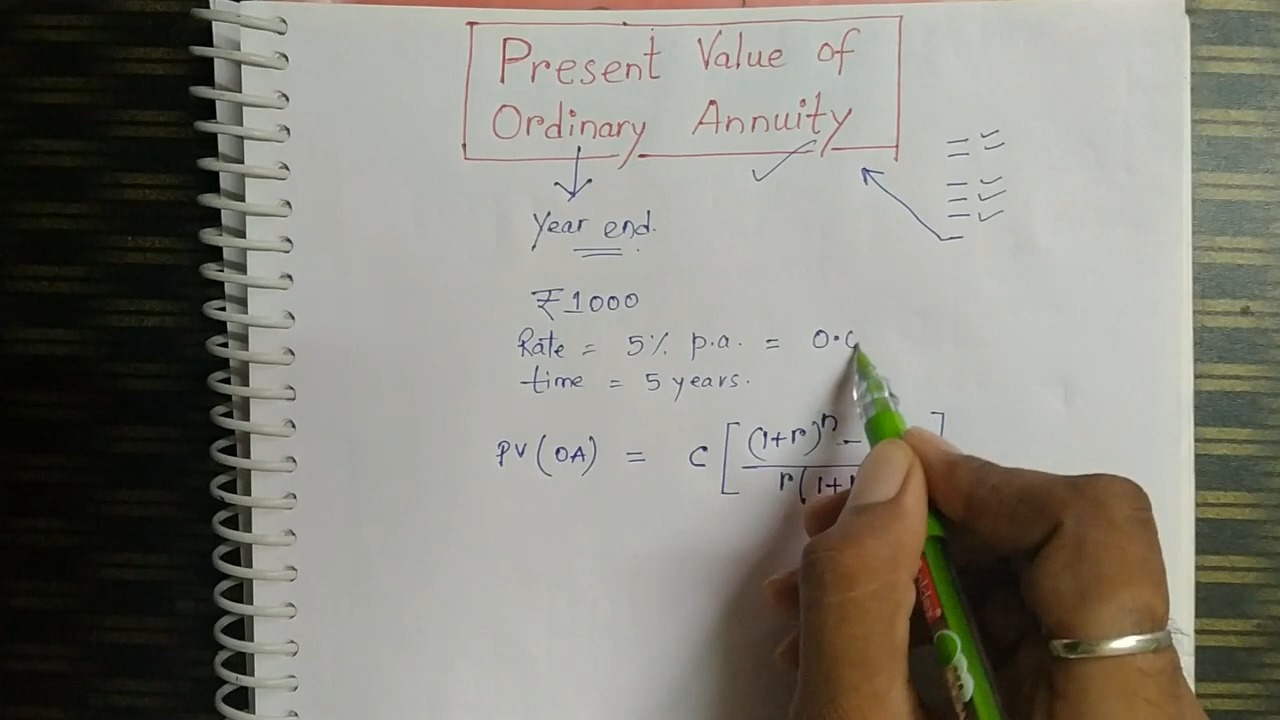 Present Value of
Ordinary Annuity
Year end.
₹1000
Rate = 5% p.a. = 0.0
time = 5 years.
PV(OA) = C[(1+r)^n -
r(1+r
]